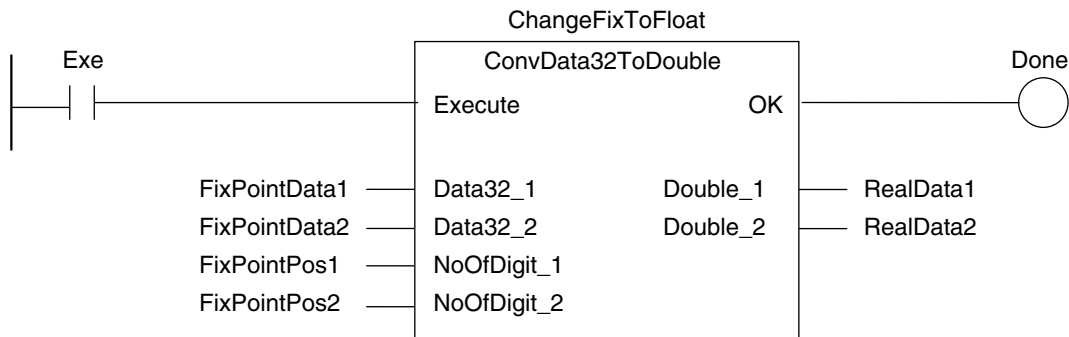 ChangeFixToFloat
Exe
ConvData32ToDouble
Done
Execute
OK
FixPointData1
Data32_1
Double_1
RealData1
FixPointData2
Data32_2
Double_2
RealData2
FixPointPos1
NoOfDigit_1
FixPointPos2
NoOfDigit_2